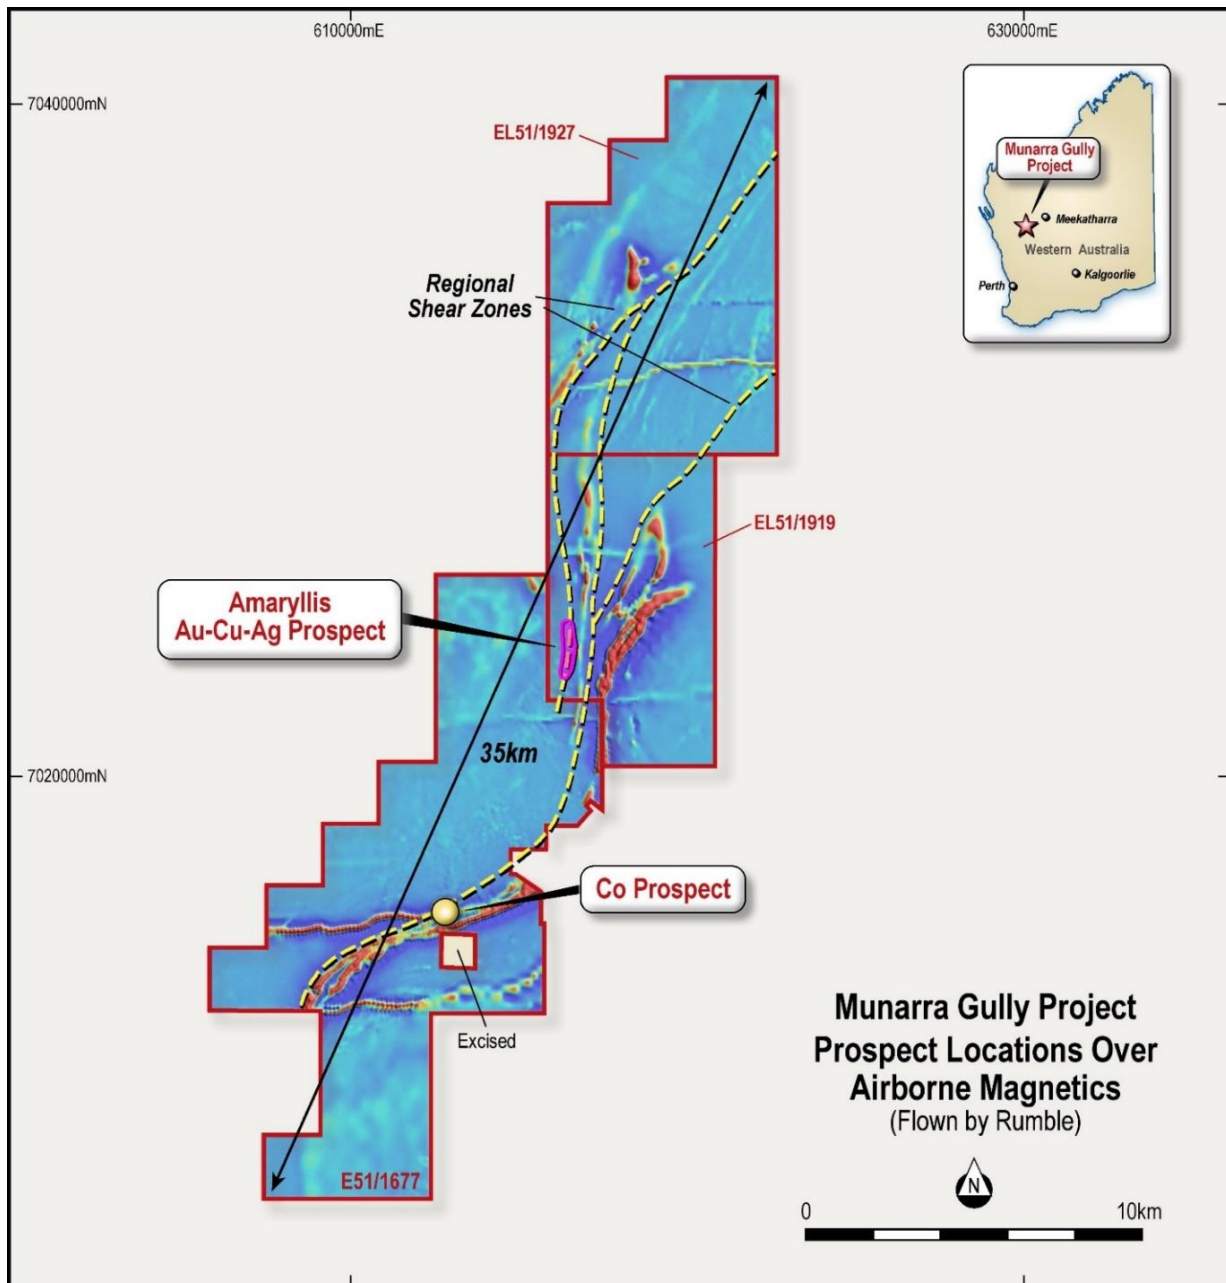 610000mE
630000mE
7040000mN
EL51/1927
Munarra Gully
Project
Meekatharra
Western Australia
Kalgoorlie
Perth
Regional
Shear Zones
EL51/1919
Amaryllis
Au-Cu-Ag Prospect
35km
7020000mN
Co Prospect
Excised
E51/1677
Munarra Gully Project
Prospect Locations Over
Airborne Magnetics
(Flown by Rumble)
N
0 10km